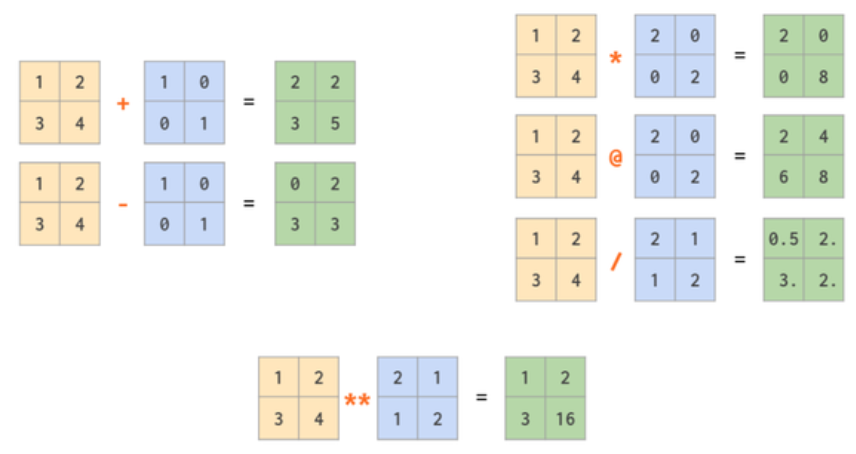 1 2 + 1 0 = 2 2
3 4 0 1 3 5
1 2 - 1 0 = 0 2
3 4 0 1 3 3
1 2 * 2 0 = 2 0
3 4 0 2 0 8
1 2 @ 2 0 = 2 4
3 4 0 2 6 8
1 2 / 2 1 = 0.5 2.
3 4 1 2 3. 2.
1 2 ** 2 1 = 1 2
3 4 1 2 3 16